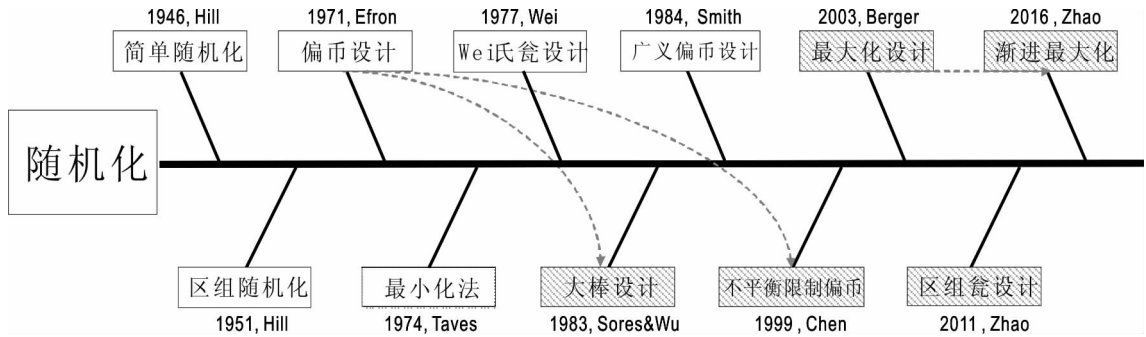 1946, Hill
1971, Efron
1977, Wei
1984, Smith
2003, Berger
2016, Zhao
简单随机化
偏币设计
Wei氏瓮设计
广义偏币设计
最大化设计
渐进最大化
随机化
区组随机化
最小化法
大棒设计
不平衡限制偏币
区组瓮设计
1951, Hill
1974, Taves
1983, Sores&Wu
1999 , Chen
2011 , Zhao